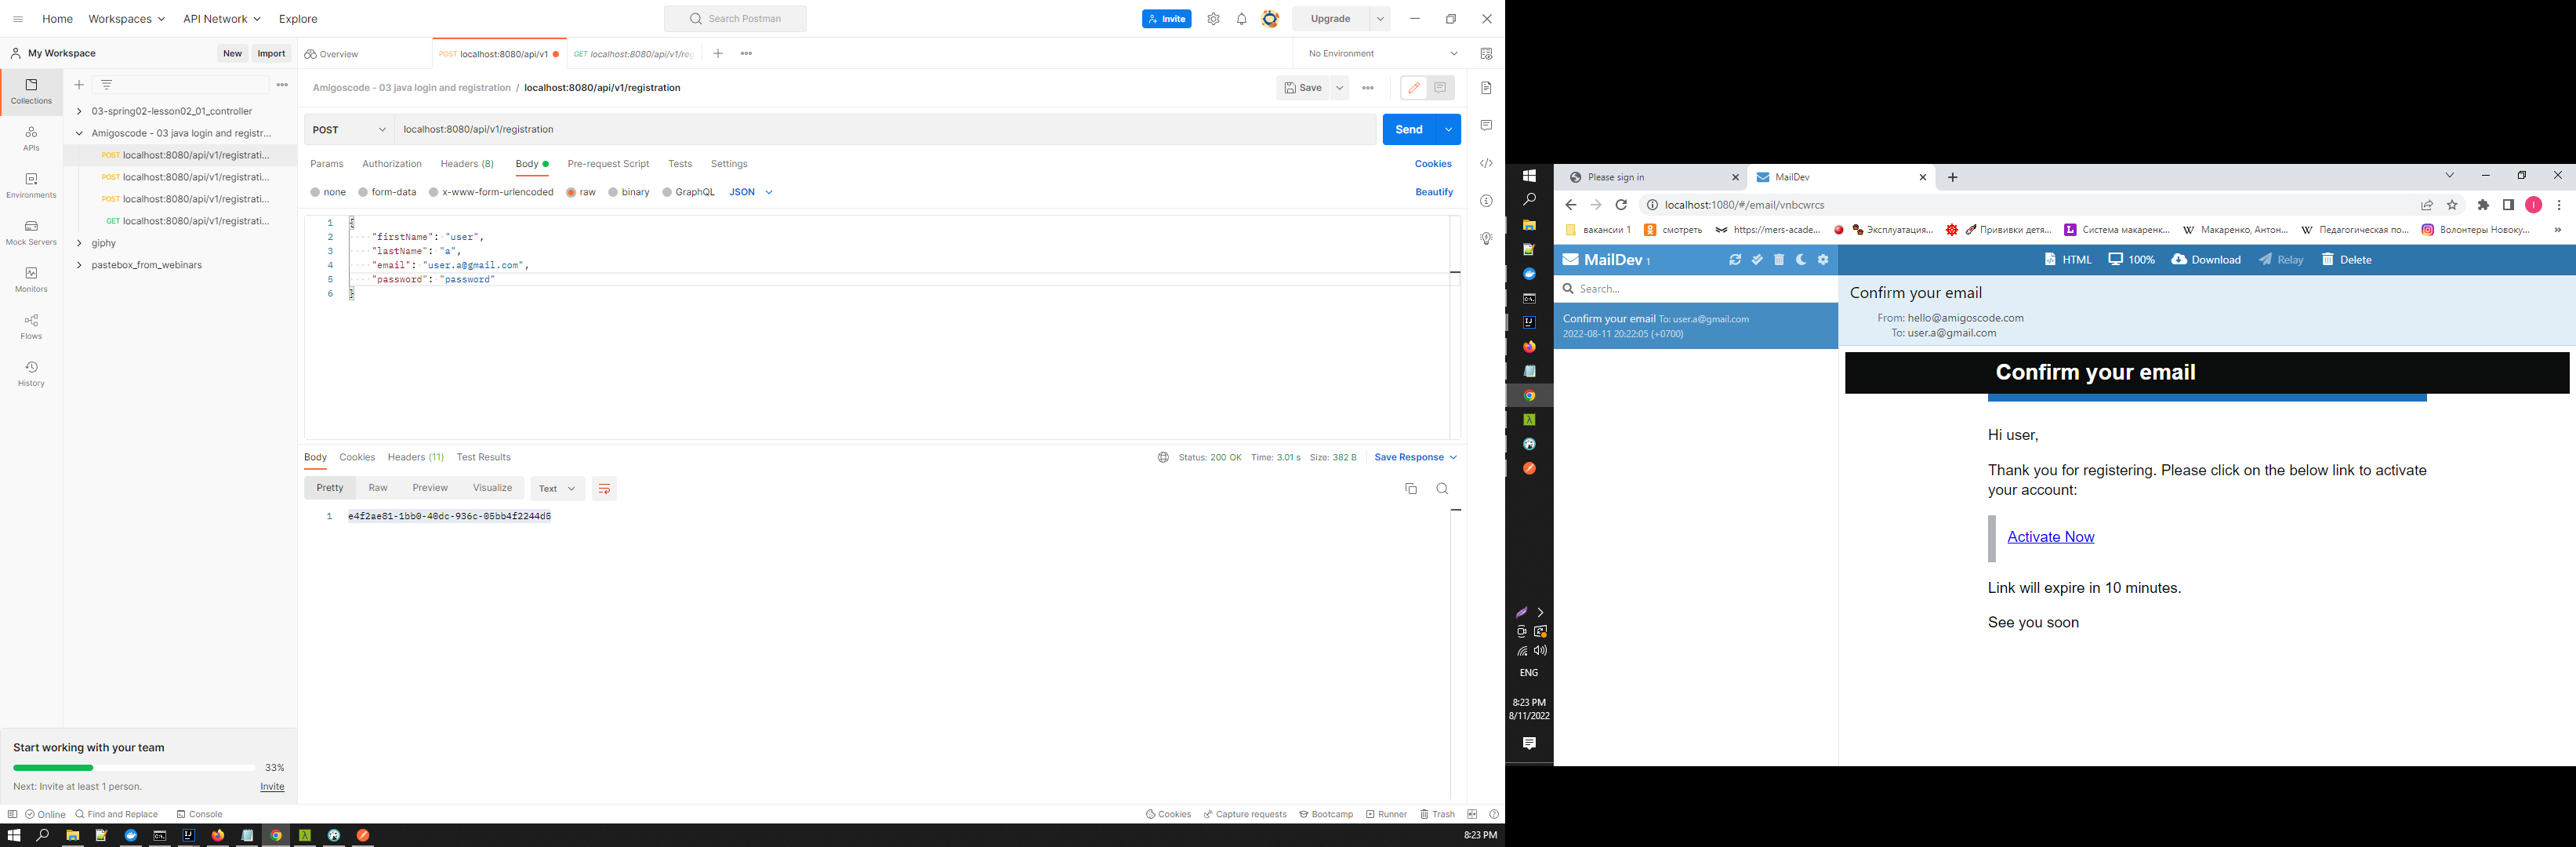 Home Workspaces API Network Explore
Search Postman
Invite Upgrade
My Workspace New Import
Overview POST localhost:8080/api/v1 GET localhost:8080/api/v1/reg
No Environment
Collections
APIs
Environments
Mock Servers
Monitors
Flows
History
03-spring02-lesson02_01_controller
Amigoscode - 03 java login and registr...
POST localhost:8080/api/v1/registrati...
POST localhost:8080/api/v1/registrati...
POST localhost:8080/api/v1/registrati...
GET localhost:8080/api/v1/registrati...
giphy
pastebox_from_webinars
Start working with your team
33%
Next: Invite at least 1 person. Invite
Amigoscode - 03 java login and registration / localhost:8080/api/v1/registration
Save
POST localhost:8080/api/v1/registration Send
Params Authorization Headers (8) Body Pre-request Script Tests Settings Cookies
none form-data x-www-form-urlencoded raw binary GraphQL JSON Beautify
1 {
2 "firstName": "user",
3 "lastName": "a",
4 "email": "user.a@gmail.com",
5 "password": "password"
6 }
Body Cookies Headers (11) Test Results Status: 200 OK Time: 3.01 s Size: 382 B Save Response
Pretty Raw Preview Visualize Text
1 e4f2ae81-1bb0-40dc-936c-05bb4f2244d5
Online Find and Replace Console Cookies Capture requests Bootcamp Runner Trash
8:23 PM
ENG
8:23 PM
8/11/2022
Please sign in MailDev
localhost:1080/#/email/vnbcwrcs
вакансии 1 смотреть https://mers-acade... Эксплуатация... Прививки детя... Система макаренк... Макаренко, Антон... Педагогическая по... Волонтеры Новоку... »
MailDev 1 HTML 100% Download Relay Delete
Search...
Confirm your email To: user.a@gmail.com
2022-08-11 20:22:05 (+0700)
Confirm your email
From: hello@amigoscode.com
To: user.a@gmail.com
Confirm your email
Hi user,
Thank you for registering. Please click on the below link to activate
your account:
Activate Now
Link will expire in 10 minutes.
See you soon